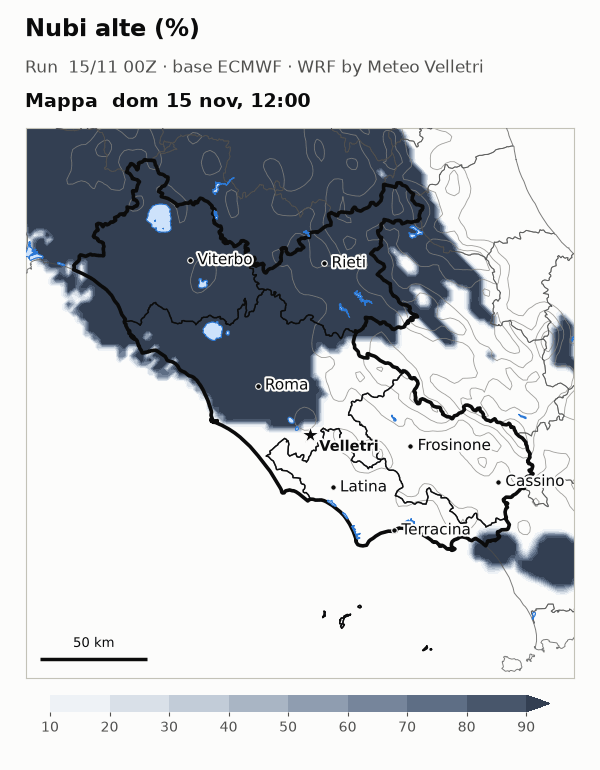 Nubi alte (%)
Run  15/11 00Z · base ECMWF · WRF by Meteo Velletri
Mappa  dom 15 nov, 12:00
Viterbo
Rieti
Roma
Velletri
Frosinone
Latina
Cassino
Terracina
50 km
10 20 30 40 50 60 70 80 90